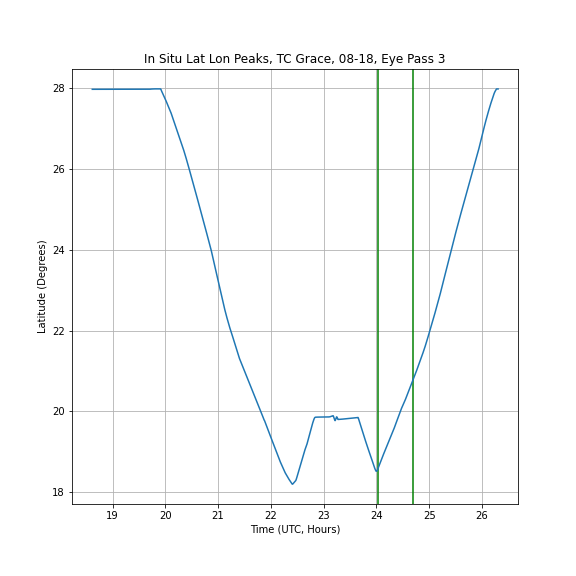 In Situ Lat Lon Peaks, TC Grace, 08-18, Eye Pass 3
28
26
24
22
20
18
Latitude (Degrees)
19 20 21 22 23 24 25 26
Time (UTC, Hours)